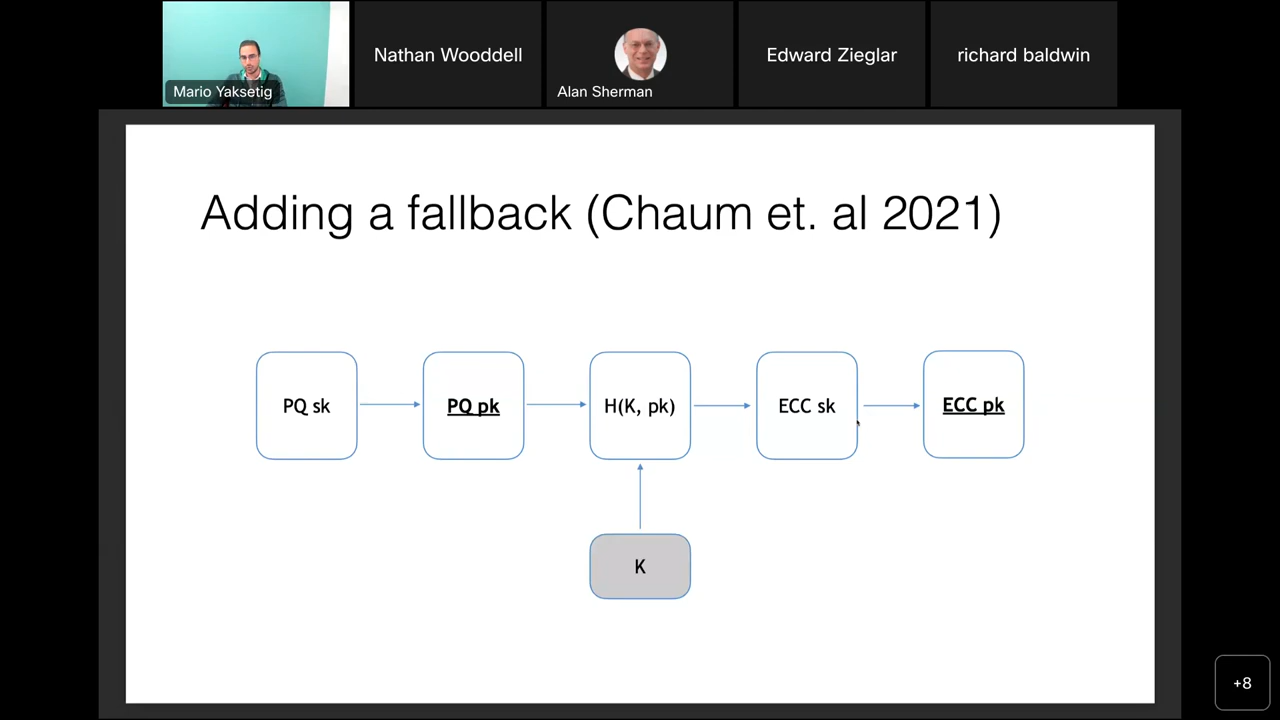 Mario Yaksetig
Nathan Wooddell
Alan Sherman
Edward Zieglar
richard baldwin
Adding a fallback (Chaum et. al 2021)
PQ sk
PQ pk
H(K, pk)
ECC sk
ECC pk
K
+8